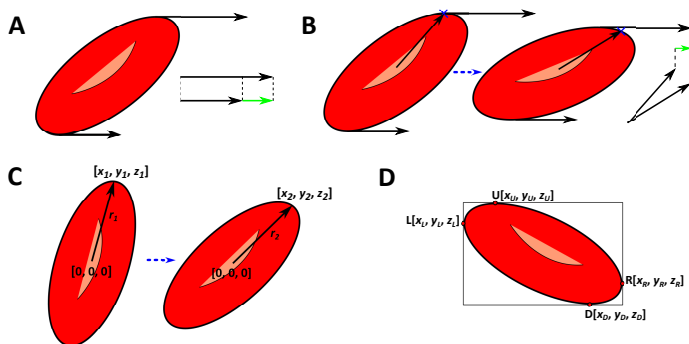 A
B
C
[x1, y1, z1]
r1
[0, 0, 0]
[x2, y2, z2]
r2
[0, 0, 0]
D
U[xU, yU, zU]
L[xL, yL, zL]
R[xR, yR, zR]
D[xD, yD, zD]